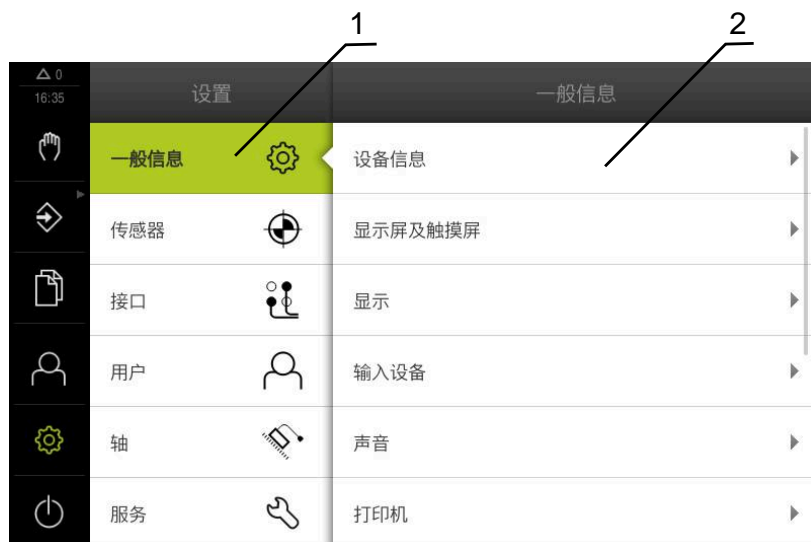 1
2
0
16:35
设置
一般信息
一般信息
设备信息
传感器
显示屏及触摸屏
接口
显示
用户
输入设备
轴
声音
服务
打印机